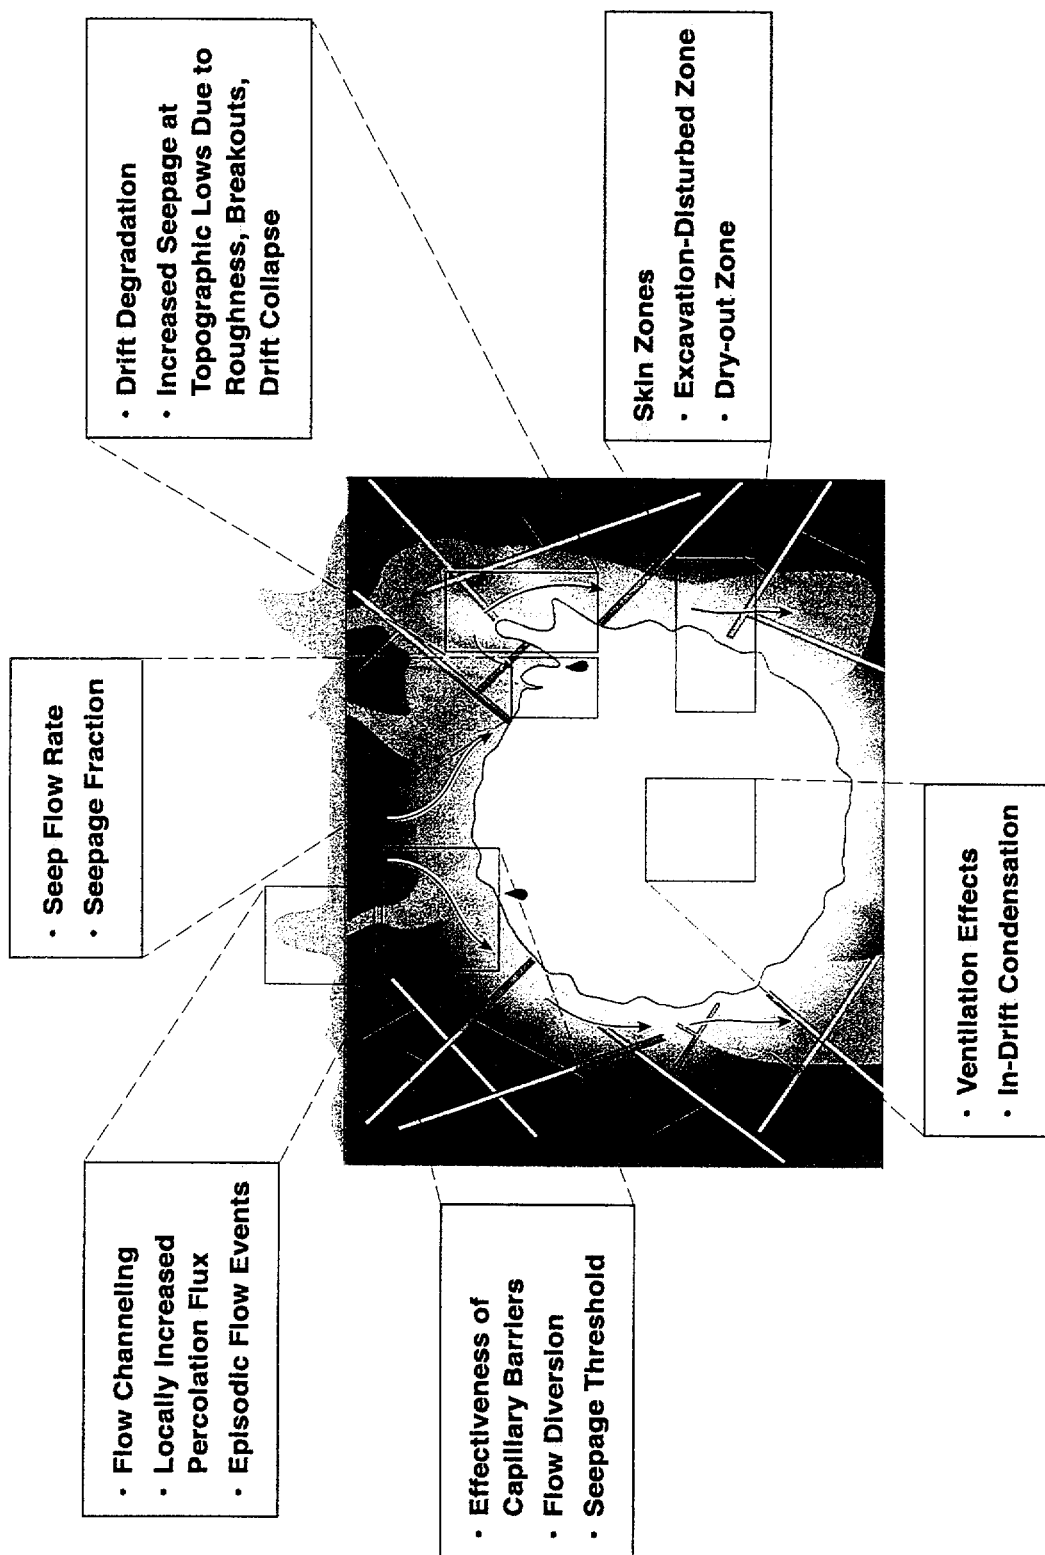 • Flow Channeling
• Locally Increased
Percolation Flux
• Episodic Flow Events
• Seep Flow Rate
• Seepage Fraction
• Drift Degradation
• Increased Seepage at
Topographic Lows Due to
Roughness, Breakouts,
Drift Collapse
• Effectiveness of
Capillary Barriers
• Flow Diversion
• Seepage Threshold
Skin Zones
• Excavation-Disturbed Zone
• Dry-out Zone
• Ventilation Effects
• In-Drift Condensation